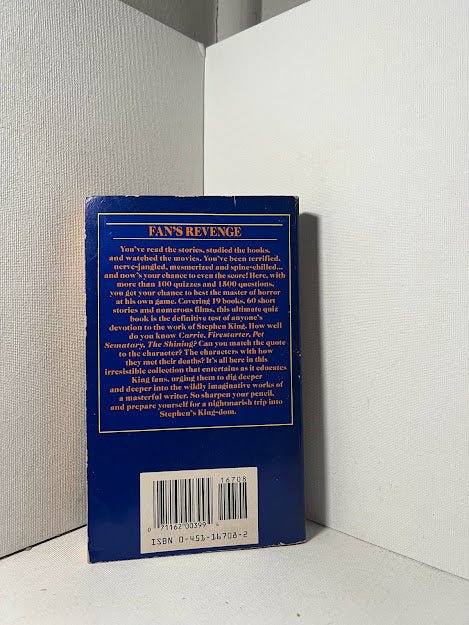 FAN'S REVENGE
You've read the stories, studied the books,
and watched the movies. You've been terrified,
nerve-jangled, mesmerized and spine-chilled...
and now's your chance to even the score! Here, with
more than 100 quizzes and 1800 questions,
you get your chance to best the master of horror
at his own game. Covering 19 books, 60 short
stories and numerous films, this ultimate quiz
book is the definitive test of anyone's
devotion to the work of Stephen King. How well
do you know Carrie, Firestarter, Pet
Sematary, The Shining? Can you match the quote
to the character? The characters with how
they met their deaths? It's all here in this
irresistible collection that entertains as it educates
King fans, urging them to dig deeper
and deeper into the wildly imaginative works of
a masterful writer. So sharpen your pencil,
and prepare yourself for a nightmarish trip into
Stephen's King-dom.
16708
0 71162 00399 4
ISBN 0-451-16708-2